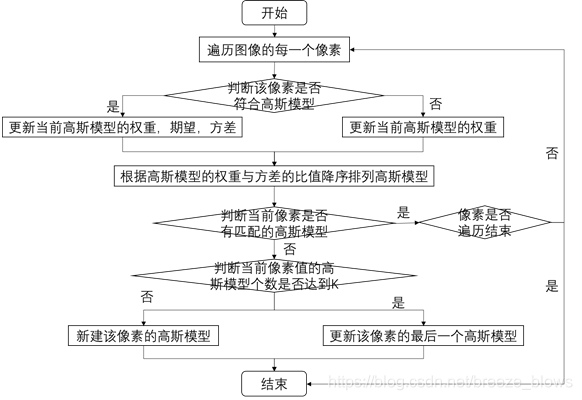 开始
遍历图像的每一个像素
判断该像素是否
符合高斯模型
是
否
更新当前高斯模型的权重，期望，方差
更新当前高斯模型的权重
否
根据高斯模型的权重与方差的比值降序排列高斯模型
判断当前像素是否
有匹配的高斯模型
是
像素是否
遍历结束
否
判断当前像素值的高
斯模型个数是否达到K
是
否
是
新建该像素的高斯模型
更新该像素的最后一个高斯模型
结束
https://blog.csdn.net/breeze_blows